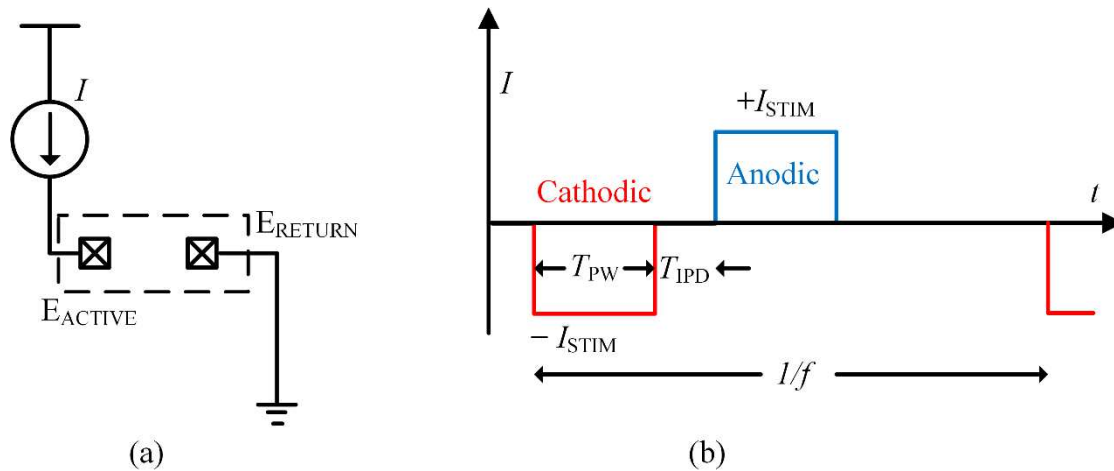 I
E_RETURN
E_ACTIVE
(a)
I
+I_STIM
Cathodic
Anodic
t
T_PW
T_IPD
− I_STIM
1/f
(b)